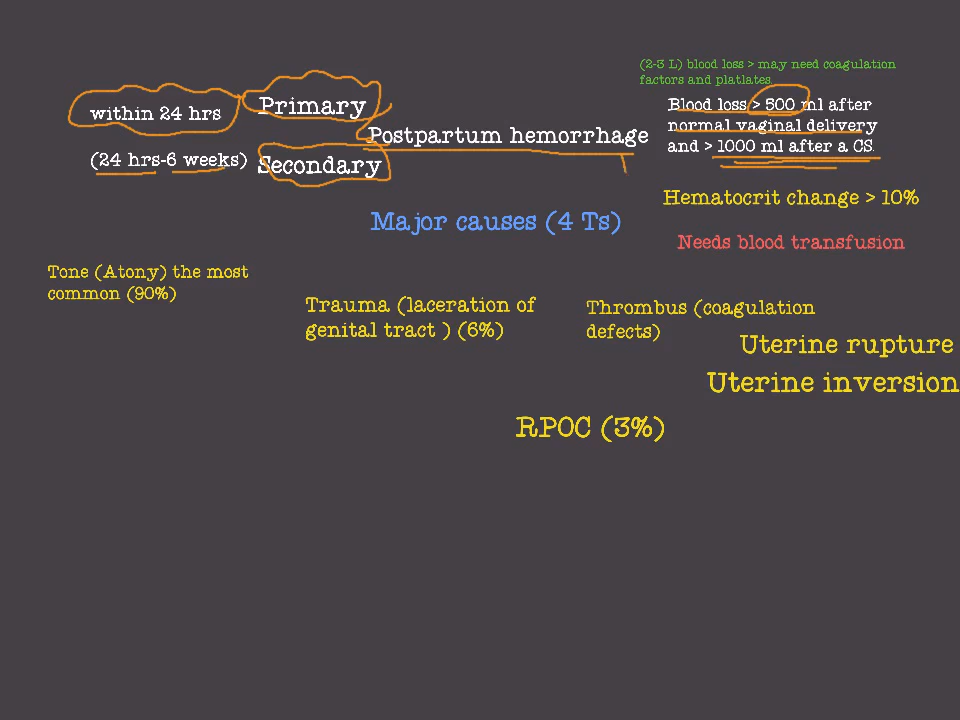 (2-3 L) blood loss > may need coagulation
factors and platlates
within 24 hrs
Primary
Postpartum hemorrhage
(24 hrs-6 weeks)
Secondary
Blood loss > 500 ml after
normal vaginal delivery
and > 1000 ml after a CS.
Hematocrit change > 10%
Needs blood transfusion
Major causes (4 Ts)
Tone (Atony) the most
common (90%)
Trauma (laceration of
genital tract ) (6%)
Thrombus (coagulation
defects)
Uterine rupture
Uterine inversion
RPOC (3%)